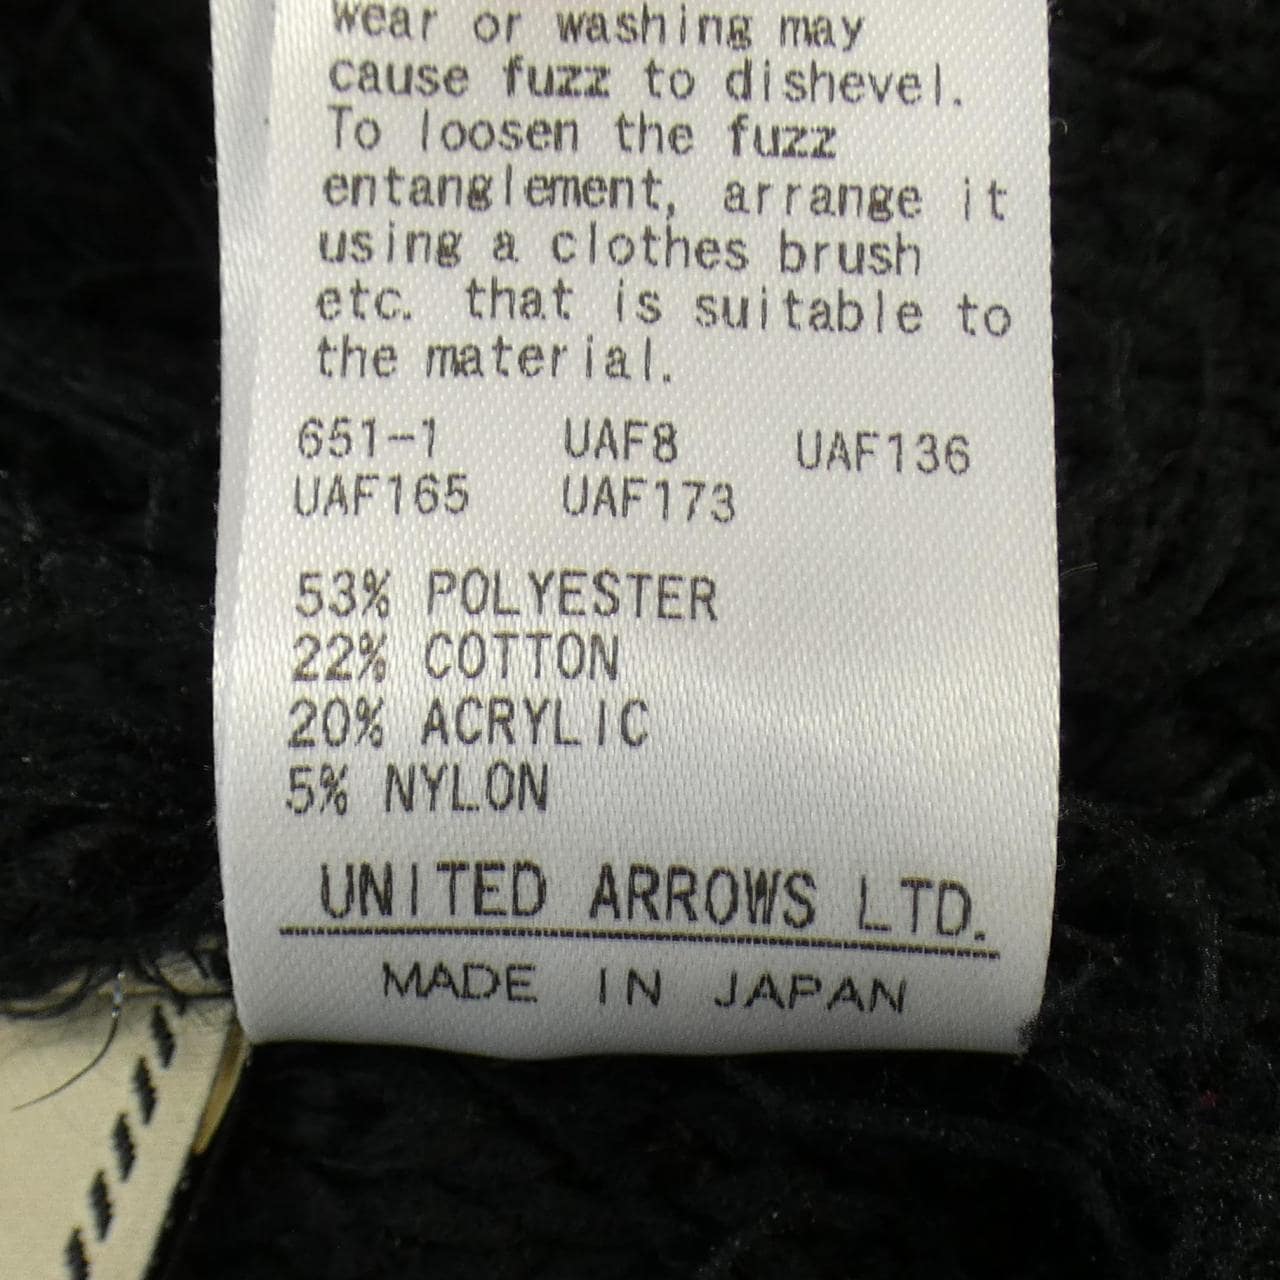 wear or washing may
cause fuzz to dishevel.
To loosen the fuzz
entanglement, arrange it
using a clothes brush
etc. that is suitable to
the material.
651-1 UAF8 UAF136
UAF165 UAF173
53% POLYESTER
22% COTTON
20% ACRYLIC
5% NYLON
UNITED ARROWS LTD.
MADE IN JAPAN